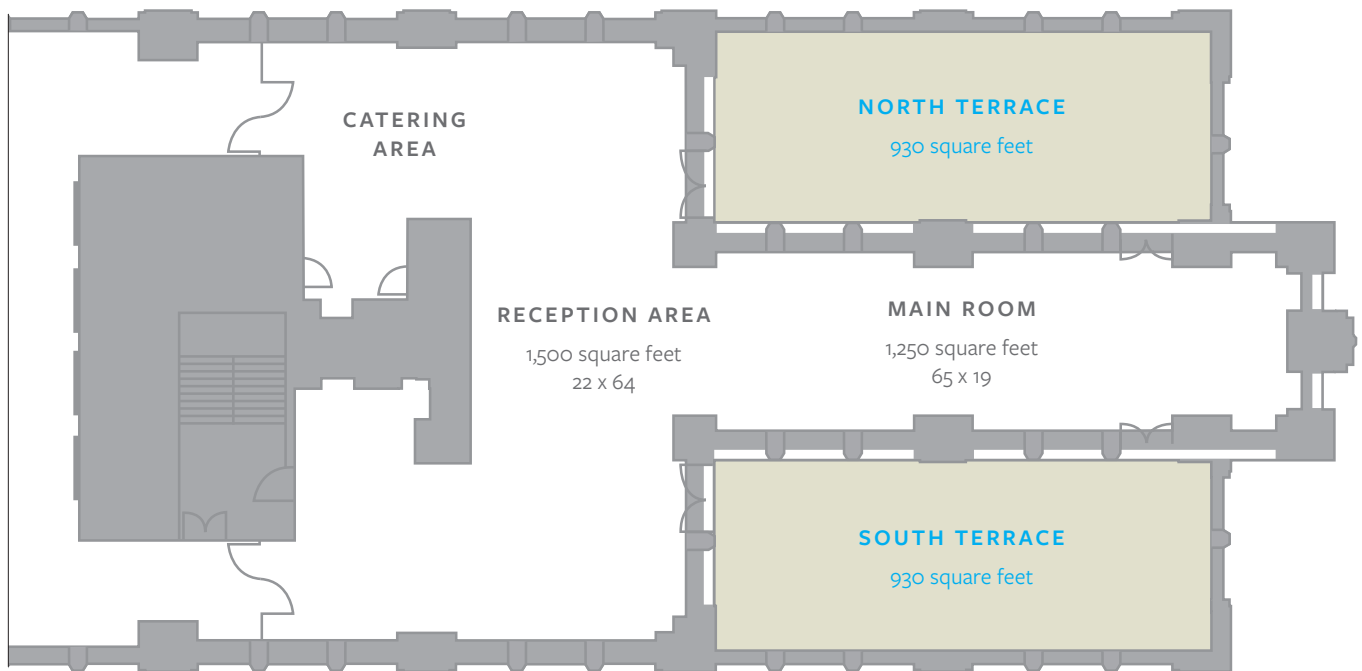 NORTH TERRACE
930 square feet
CATERING
AREA
RECEPTION AREA
1,500 square feet
22 x 64
MAIN ROOM
1,250 square feet
65 x 19
SOUTH TERRACE
930 square feet